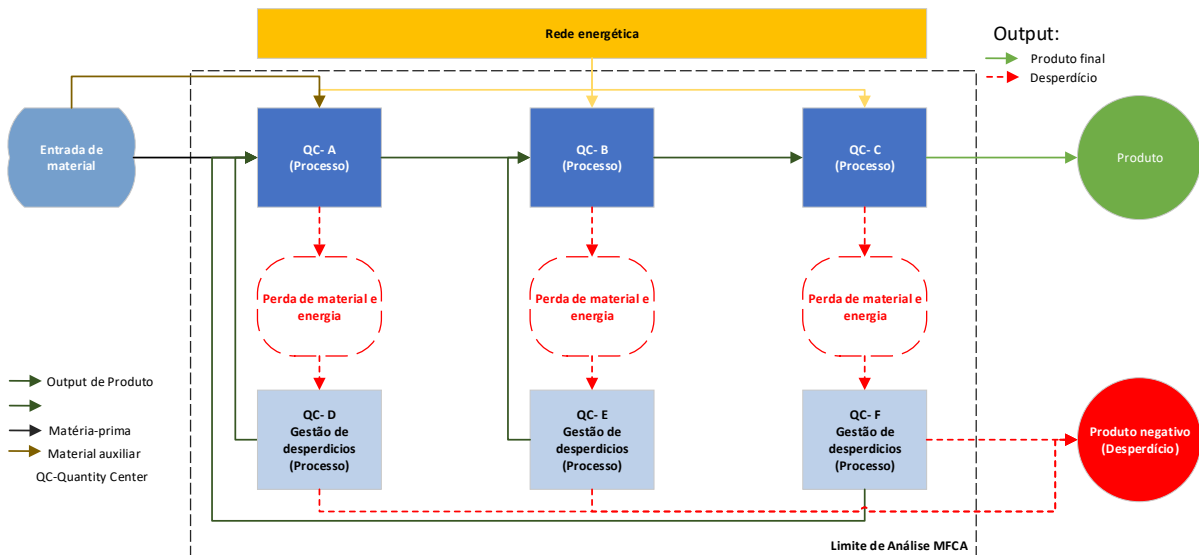 Rede energética
Output:
Produto final
Desperdício
Entrada de
material
QC- A
(Processo)
QC- B
(Processo)
QC- C
(Processo)
Produto
Perda de material e
energia
Perda de material e
energia
Perda de material e
energia
Output de Produto
Matéria-prima
Material auxiliar
QC-Quantity Center
QC- D
Gestão de
desperdicios
(Processo)
QC- E
Gestão de
desperdicios
(Processo)
QC- F
Gestão de
desperdicios
(Processo)
Produto negativo
(Desperdício)
Limite de Análise MFCA